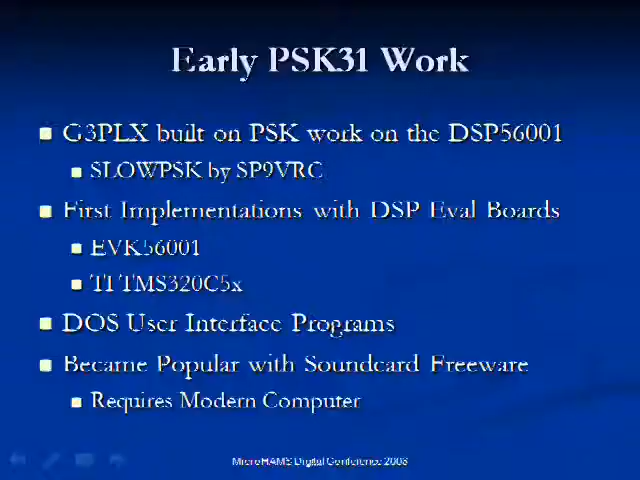 Early PSK31 Work
G3PLX built on PSK work on the DSP56001
SLOWPSK by SP9VRC
First Implementations with DSP Eval Boards
EVK56001
TI TMS320C5x
DOS User Interface Programs
Became Popular with Soundcard Freeware
Requires Modern Computer
MicroHAMS Digital Conference 2008